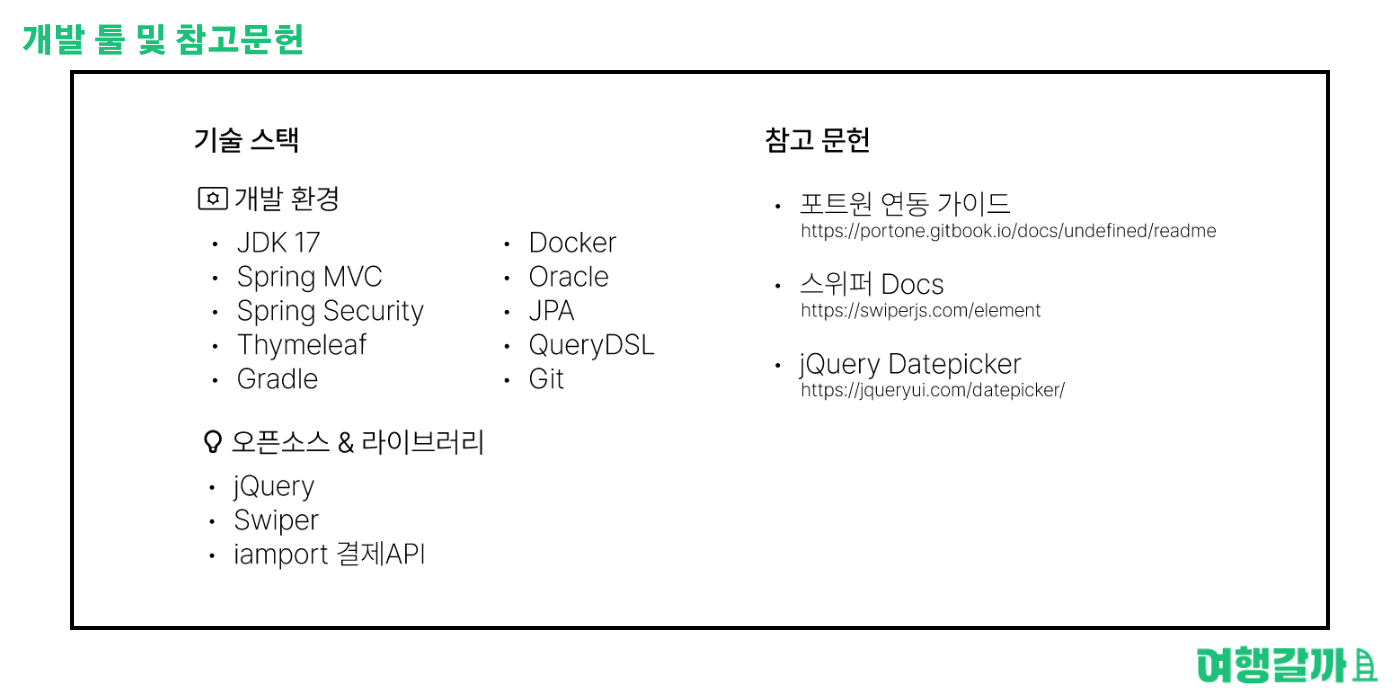 개발 툴 및 참고문헌
기술 스택
개발 환경
• JDK 17
• Spring MVC
• Spring Security
• Thymeleaf
• Gradle
• Docker
• Oracle
• JPA
• QueryDSL
• Git
오픈소스 & 라이브러리
• jQuery
• Swiper
• iamport 결제API
참고 문헌
• 포트원 연동 가이드
https://portone.gitbook.io/docs/undefined/readme
• 스위퍼 Docs
https://swiperjs.com/element
• jQuery Datepicker
https://jqueryui.com/datepicker/
여행갈까